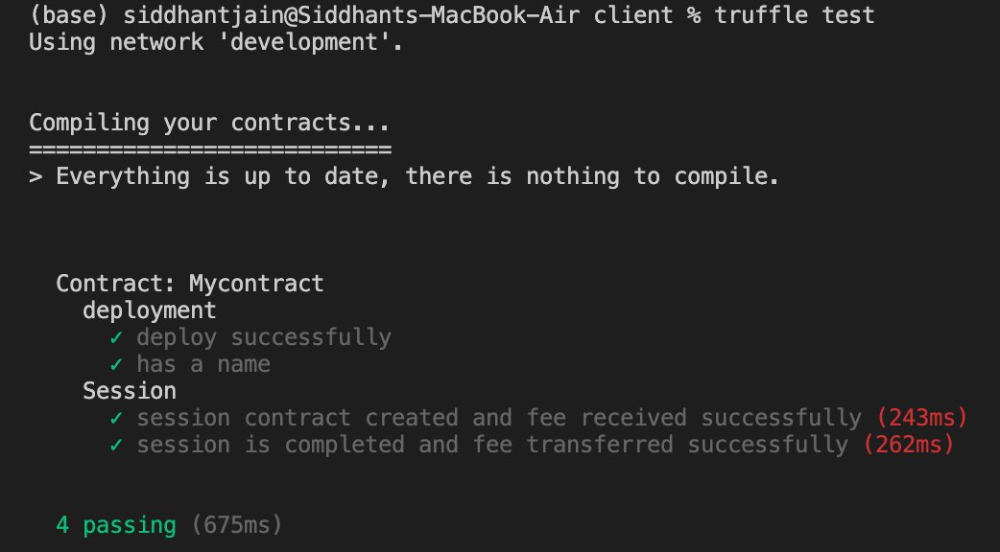 (base) siddhantjain@Siddhants-MacBook-Air client % truffle test
Using network 'development'.
Compiling your contracts...
===========================
> Everything is up to date, there is nothing to compile.
Contract: Mycontract
deployment
✓ deploy successfully
✓ has a name
Session
✓ session contract created and fee received successfully (243ms)
✓ session is completed and fee transferred successfully (262ms)
4 passing (675ms)